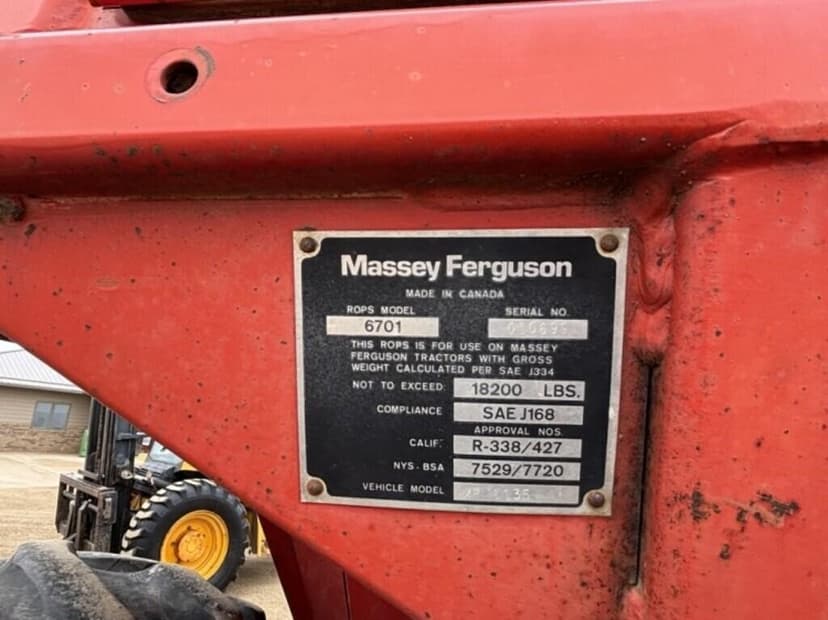 Massey Ferguson
MADE IN CANADA
ROPS MODEL SERIAL NO.
6701
THIS ROPS IS FOR USE ON MASSEY
FERGUSON TRACTORS WITH GROSS
WEIGHT CALCULATED PER SAE J334
NOT TO EXCEED: 18200 LBS.
COMPLIANCE SAE J168
APPROVAL NOS.
CALIF: R-338/427
NYS-BSA 7529/7720
VEHICLE MODEL